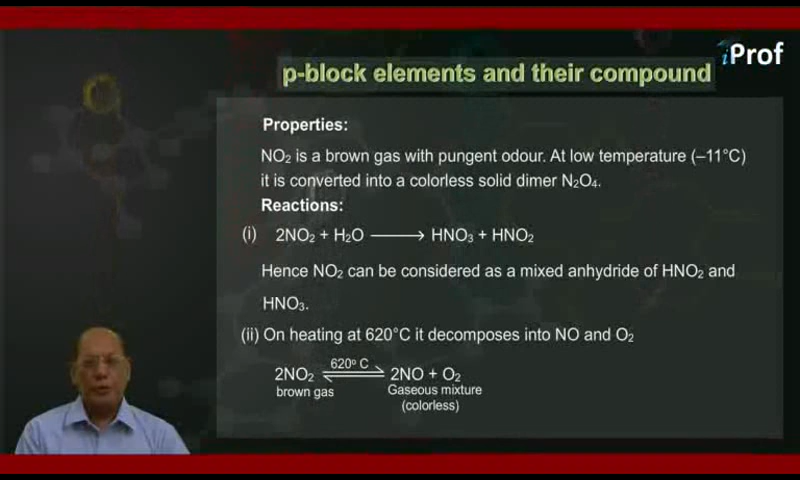 iProf
p-block elements and their compound
Properties:
NO₂ is a brown gas with pungent odour. At low temperature (–11°C)
it is converted into a colorless solid dimer N₂O₄.
Reactions:
(i) 2NO₂ + H₂O ⟶ HNO₃ + HNO₂
Hence NO₂ can be considered as a mixed anhydride of HNO₂ and
HNO₃.
(ii) On heating at 620°C it decomposes into NO and O₂
620⁰ C
2NO₂ ⇌ 2NO + O₂
brown gas Gaseous mixture
(colorless)